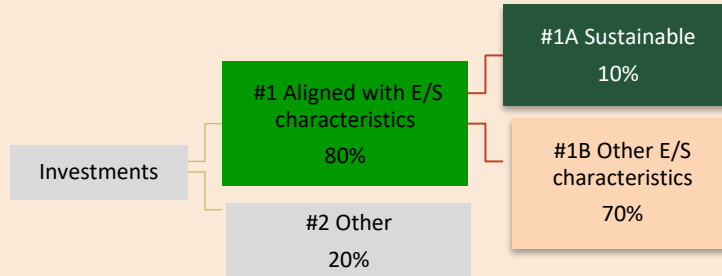 Investments
#1 Aligned with E/S
characteristics
80%
#2 Other
20%
#1A Sustainable
10%
#1B Other E/S
characteristics
70%